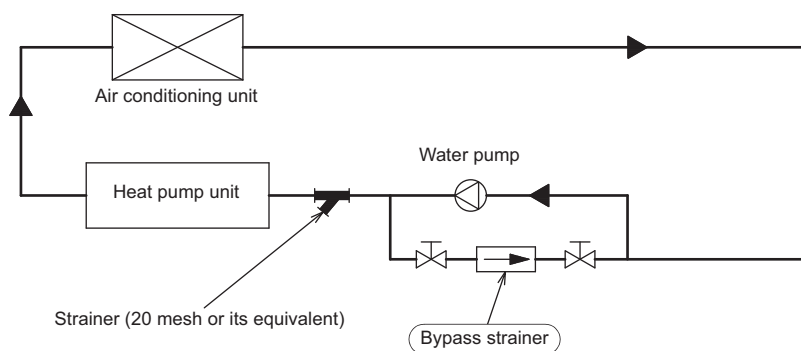 Air conditioning unit
Water pump
Heat pump unit
Strainer (20 mesh or its equivalent)
Bypass strainer